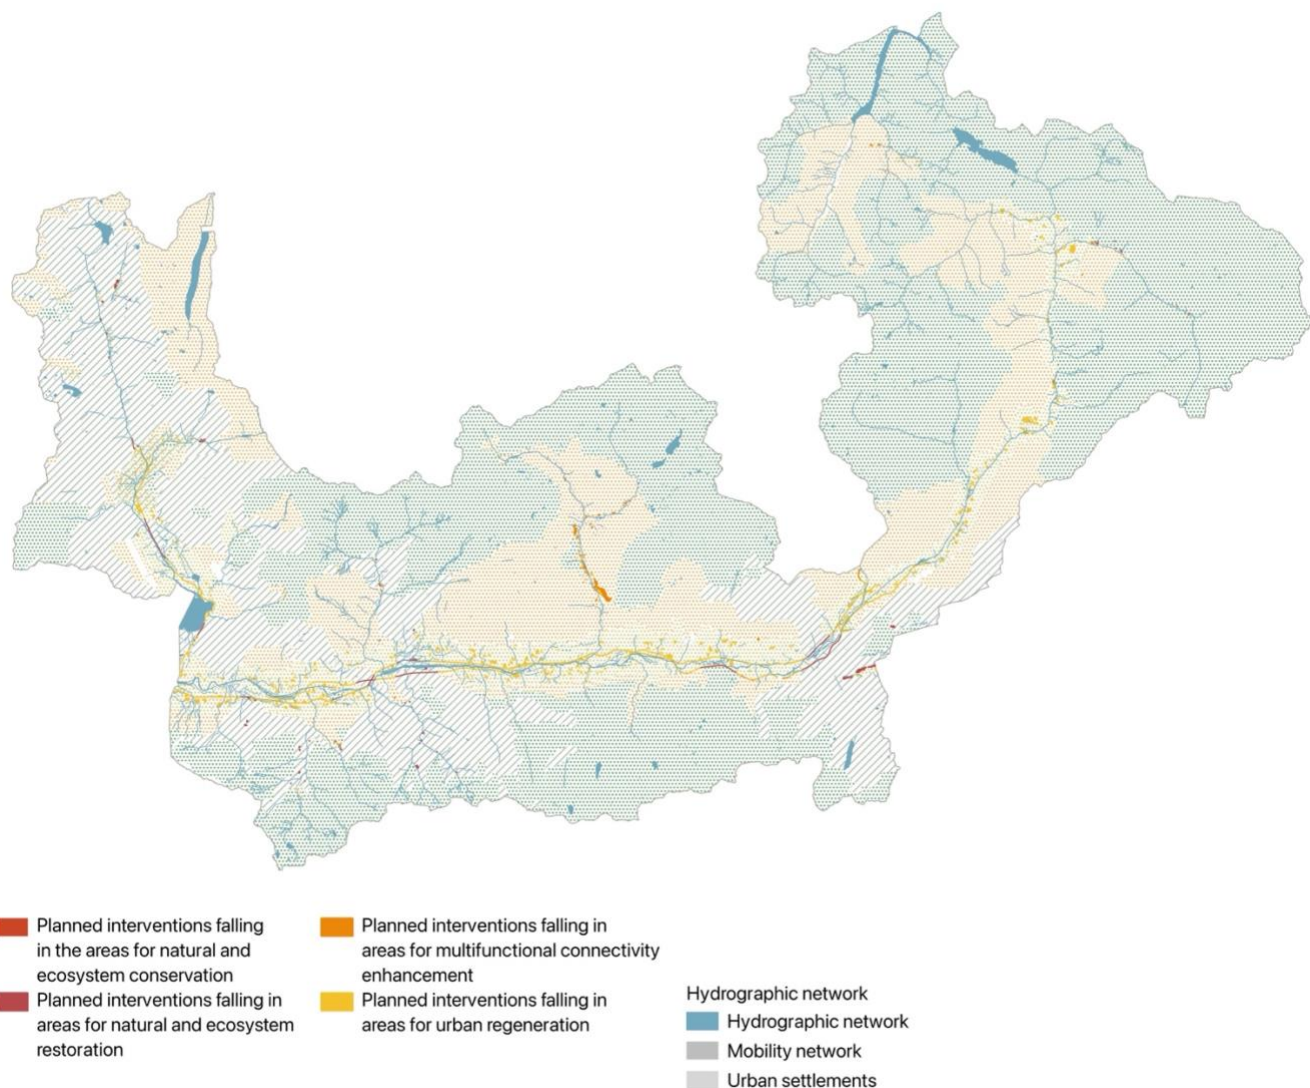 Planned interventions falling
in the areas for natural and
ecosystem conservation
Planned interventions falling in
areas for natural and ecosystem
restoration
Planned interventions falling in
areas for multifunctional connectivity
enhancement
Planned interventions falling in
areas for urban regeneration
Hydrographic network
Hydrographic network
Mobility network
Urban settlements